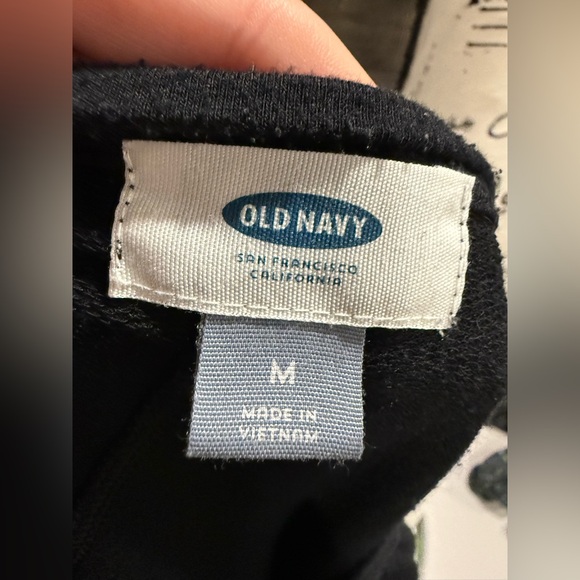 OLD NAVY
SAN FRANCISCO
CALIFORNIA
M
MADE IN
VIETNAM